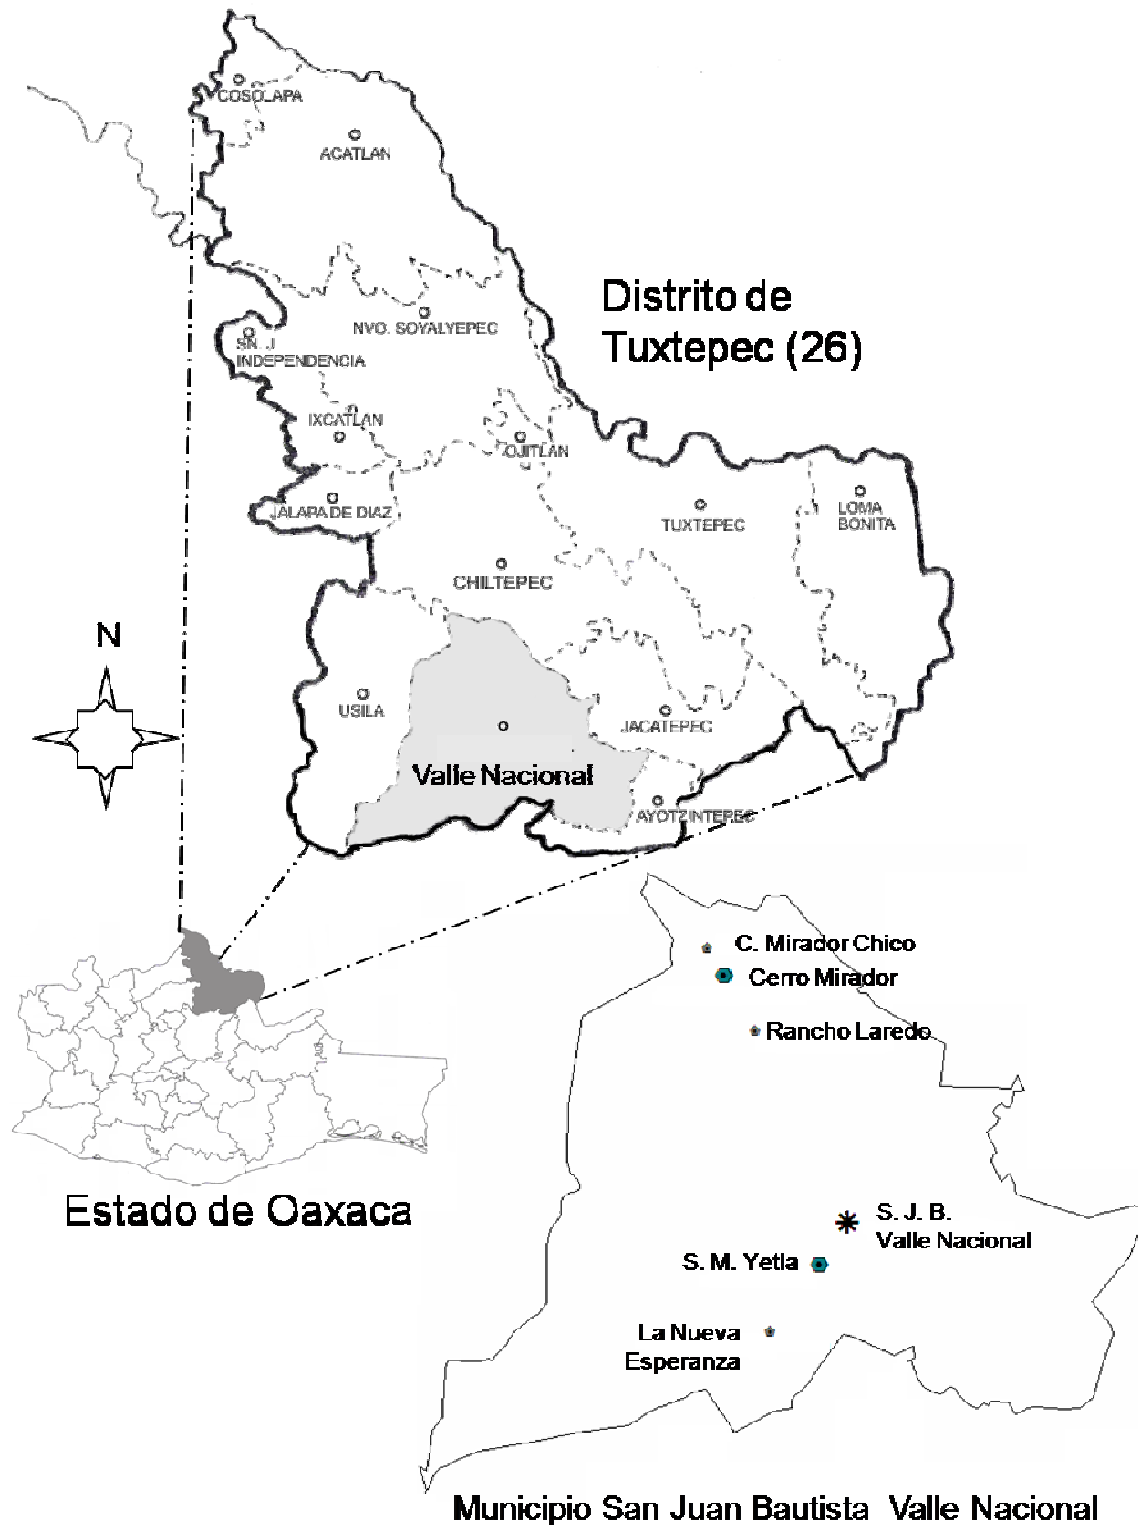 COSOLAPA
ACATLAN
Distrito de
Tuxtepec (26)
NVO. SOYALYEPEC
SN. J
INDEPENDENCIA
IXCATLAN
OJITLAN
JALAPA DE DIAZ
TUXTEPEC
LOMA
BONITA
CHILTEPEC
N
USILA
JACATEPEC
Valle Nacional
AYOTZINTEPEC
C. Mirador Chico
Cerro Mirador
Rancho Laredo
Estado de Oaxaca
S. J. B.
Valle Nacional
S. M. Yetla
La Nueva
Esperanza
Municipio San Juan Bautista Valle Nacional